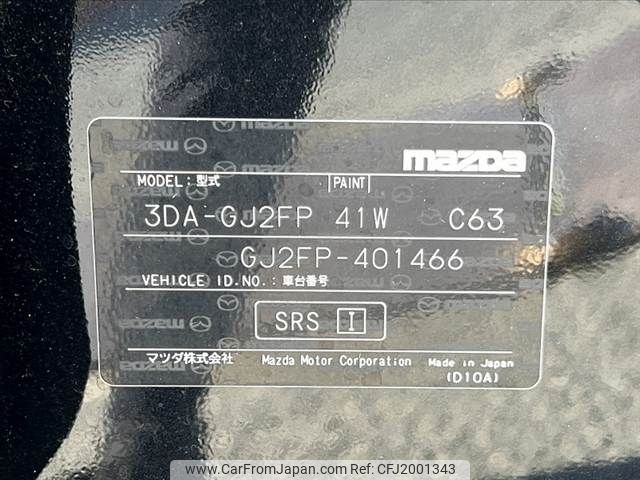 mazda
MODEL:型式 PAINT
3DA-GJ2FP 41W C63
GJ2FP-401466
VEHICLE ID.NO.:車台番号
SRS I
マツダ株式会社 Mazda Motor Corporation Made in Japan
(D10A)
www.CarFromJapan.com image Ref: CFJ2001343